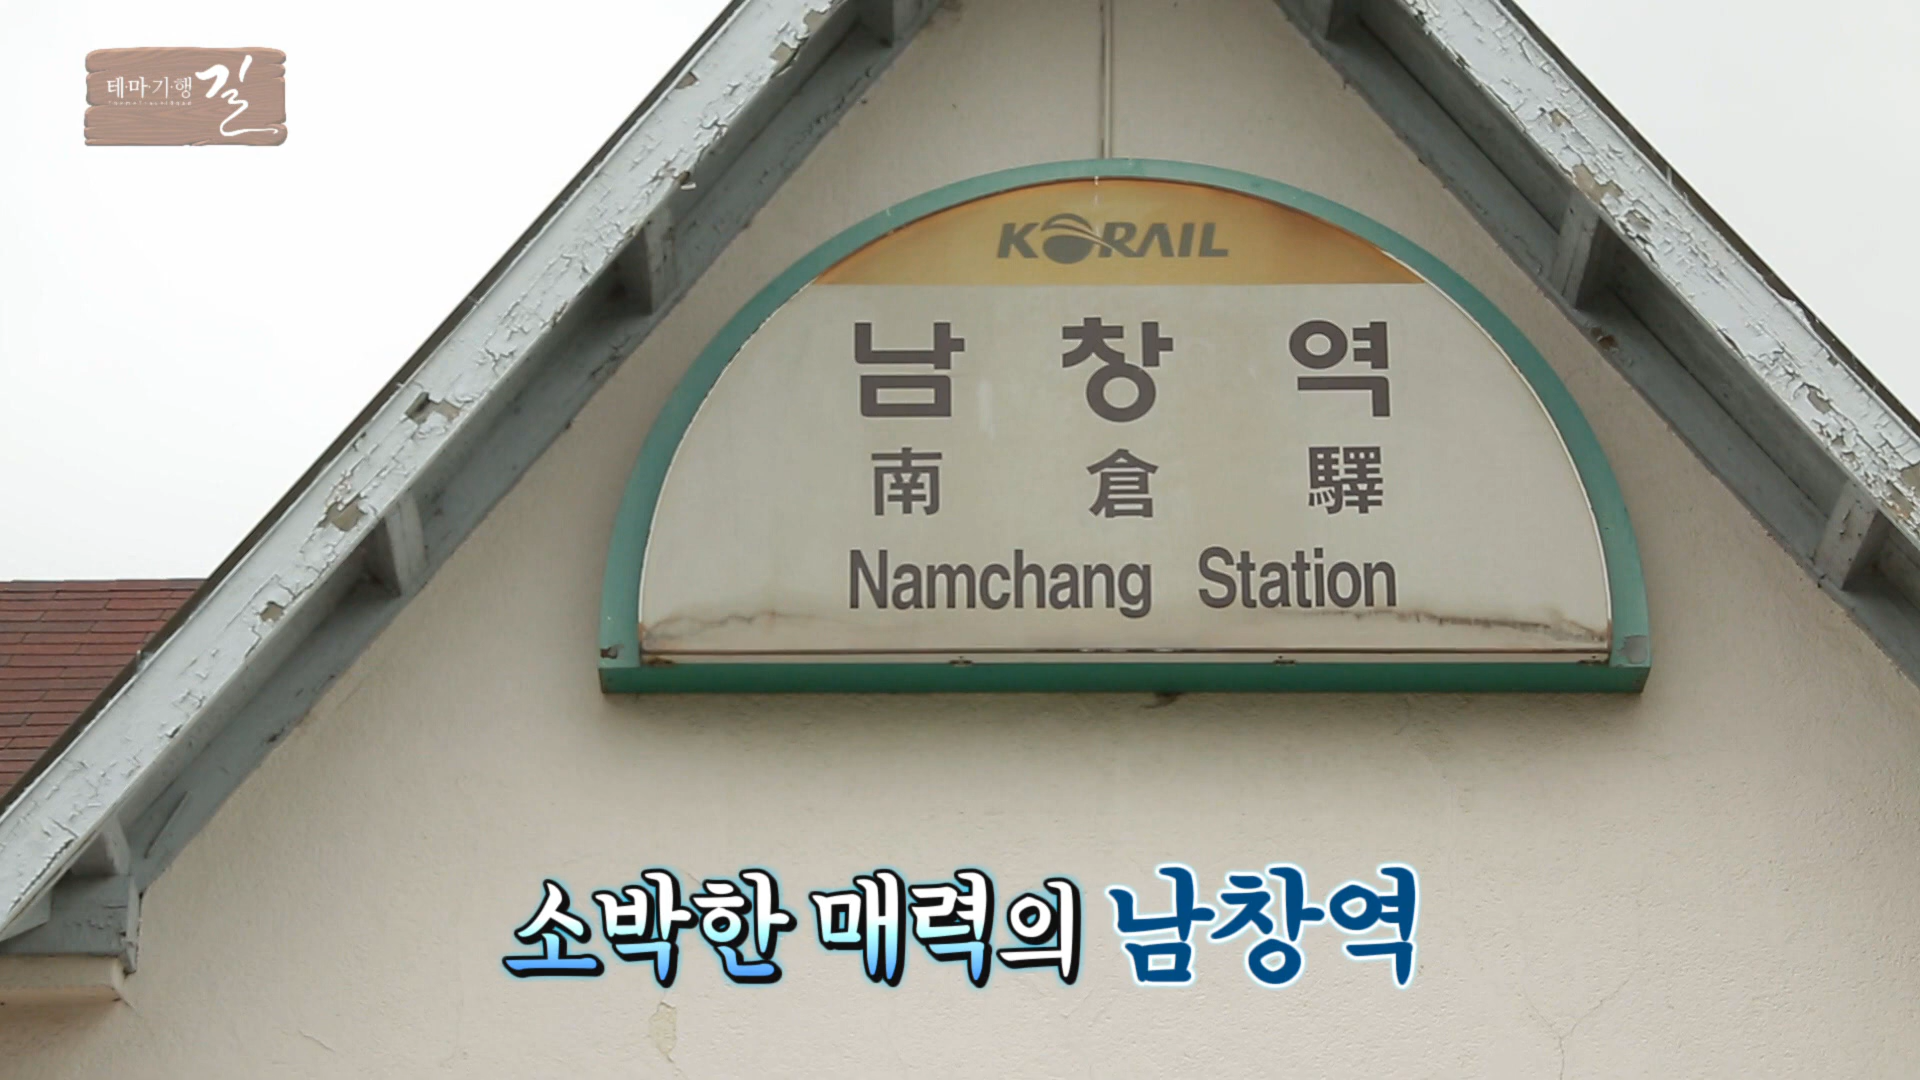 테·마·기·행 길
KORAIL
남창역
南倉驛
Namchang Station
소박한 매력의 남창역